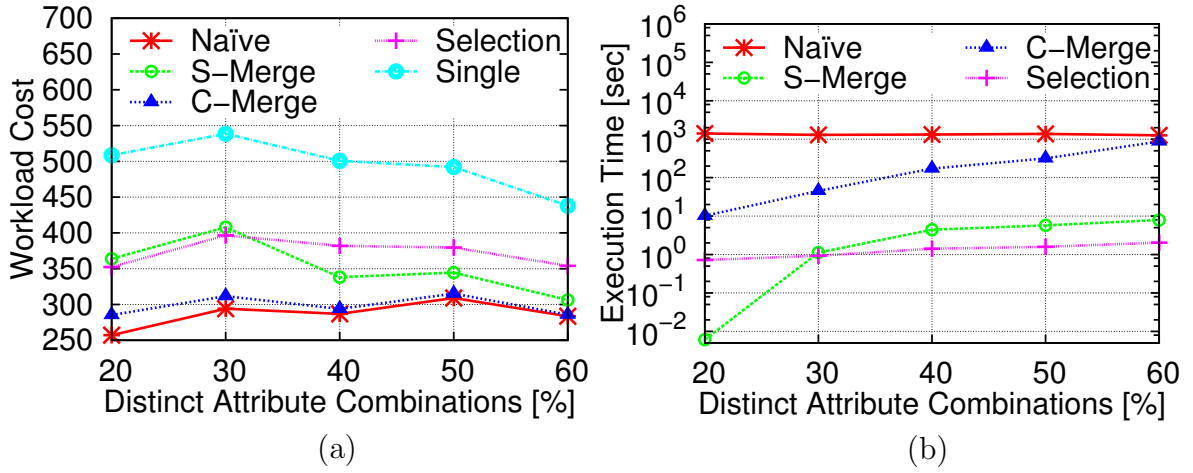 700
650
600
550
500
450
400
350
300
250
Workload Cost
Naïve
S−Merge
C−Merge
Selection
Single
20 30 40 50 60
Distinct Attribute Combinations [%]
(a)
10^6
10^5
10^4
10^3
10^2
10^1
10^0
10^-1
10^-2
Execution Time [sec]
Naïve
S−Merge
C−Merge
Selection
20 30 40 50 60
Distinct Attribute Combinations [%]
(b)